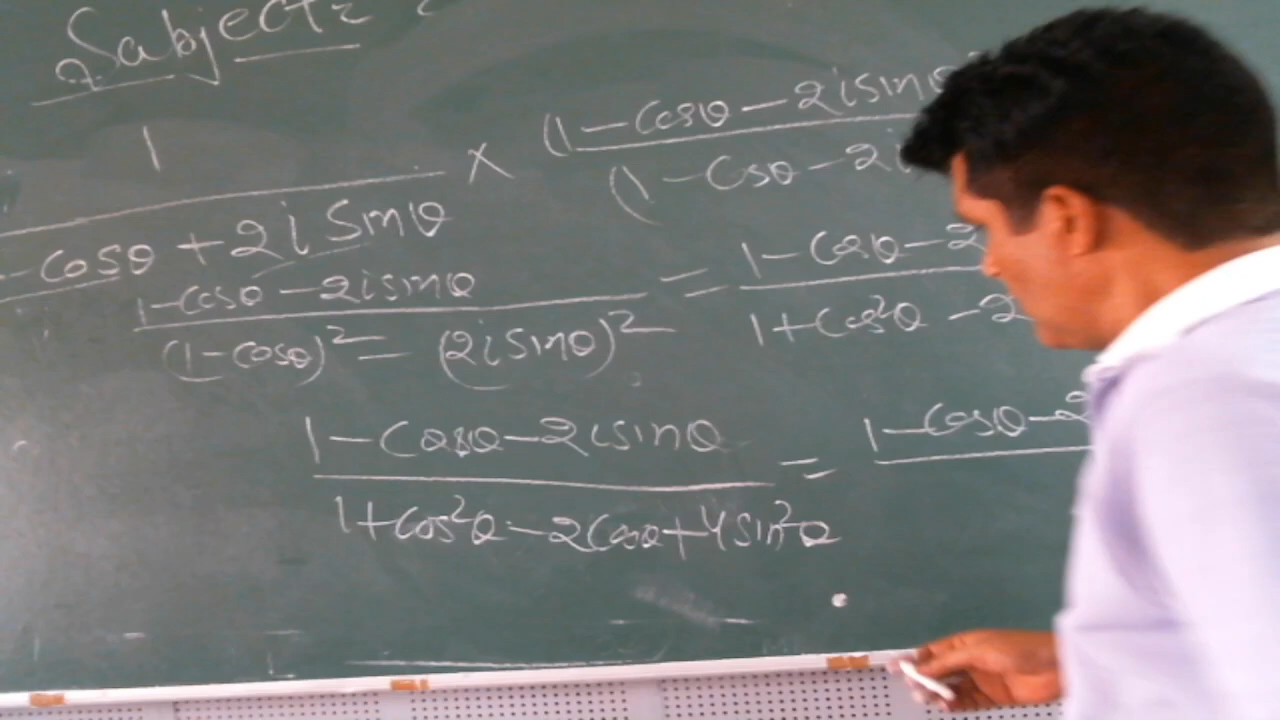 Subject:
1 × (1-cosθ-2isinθ
-cosθ+2iSinθ (1-Cosθ-2i
1-cosθ-2isinθ = 1-Cosθ-2
(1-cosθ)²-(2iSinθ)² 1+Cos²θ-2
1-Cosθ-2isinθ = 1-Cosθ-2
1+Cos²θ-2Cosθ+4Sin²θ